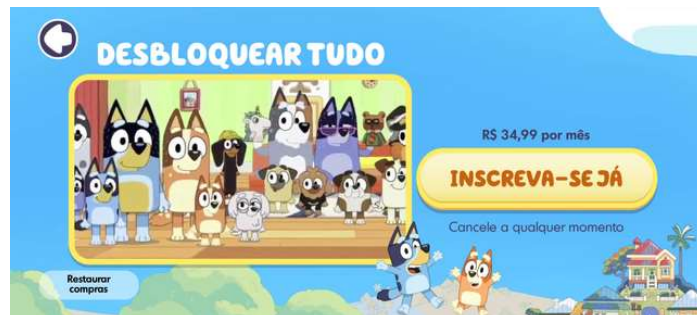 DESBLOQUEAR TUDO
R$ 34,99 por mês
INSCREVA-SE JÁ
Cancele a qualquer momento
Restaurar
compras